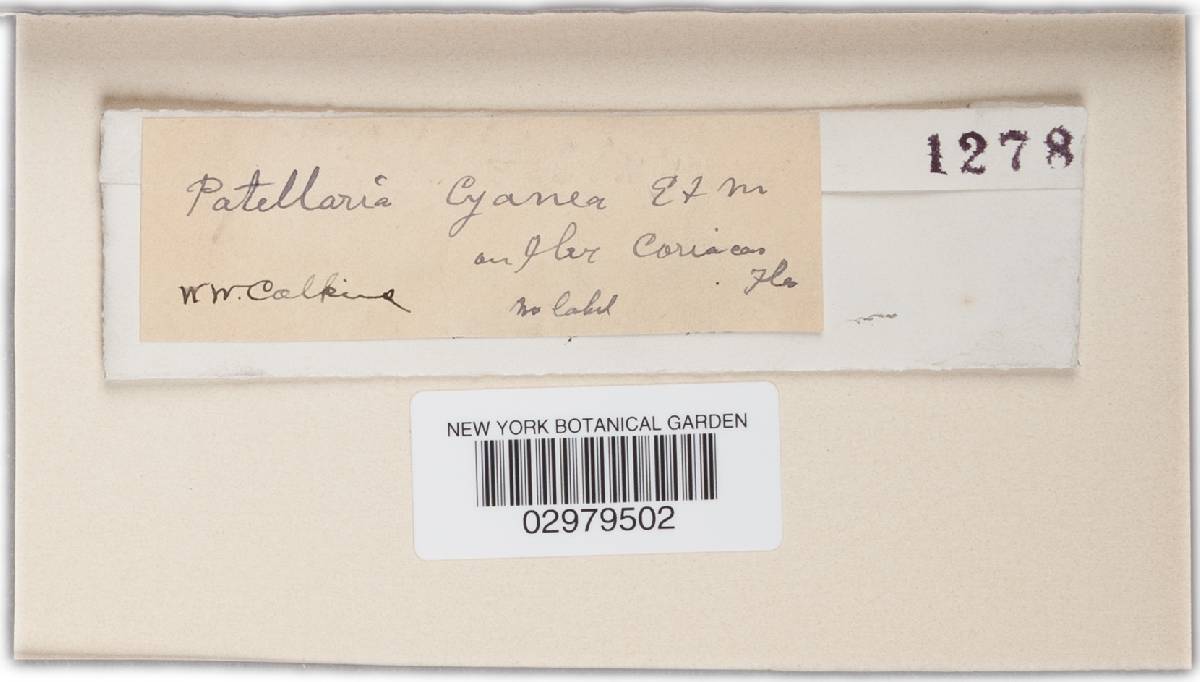 1278
Patellaria Cyanea E & M
on Ilex Coriacea
Fla
W W. Calkins
No label
NEW YORK BOTANICAL GARDEN
02979502